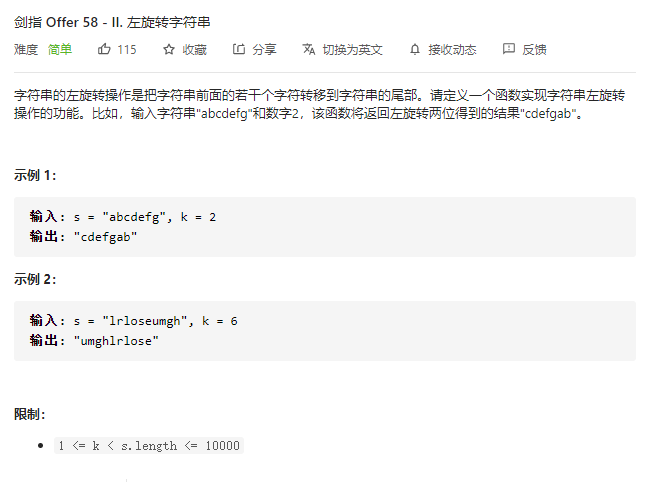 剑指 Offer 58 - II. 左旋转字符串
难度 简单 115 收藏 分享 切换为英文 接收动态 反馈
字符串的左旋转操作是把字符串前面的若干个字符转移到字符串的尾部。请定义一个函数实现字符串左旋转
操作的功能。比如，输入字符串"abcdefg"和数字2，该函数将返回左旋转两位得到的结果"cdefgab"。
示例 1：
输入: s = "abcdefg", k = 2
输出: "cdefgab"
示例 2：
输入: s = "lrloseumgh", k = 6
输出: "umghlrlose"
限制：
1 <= k < s.length <= 10000